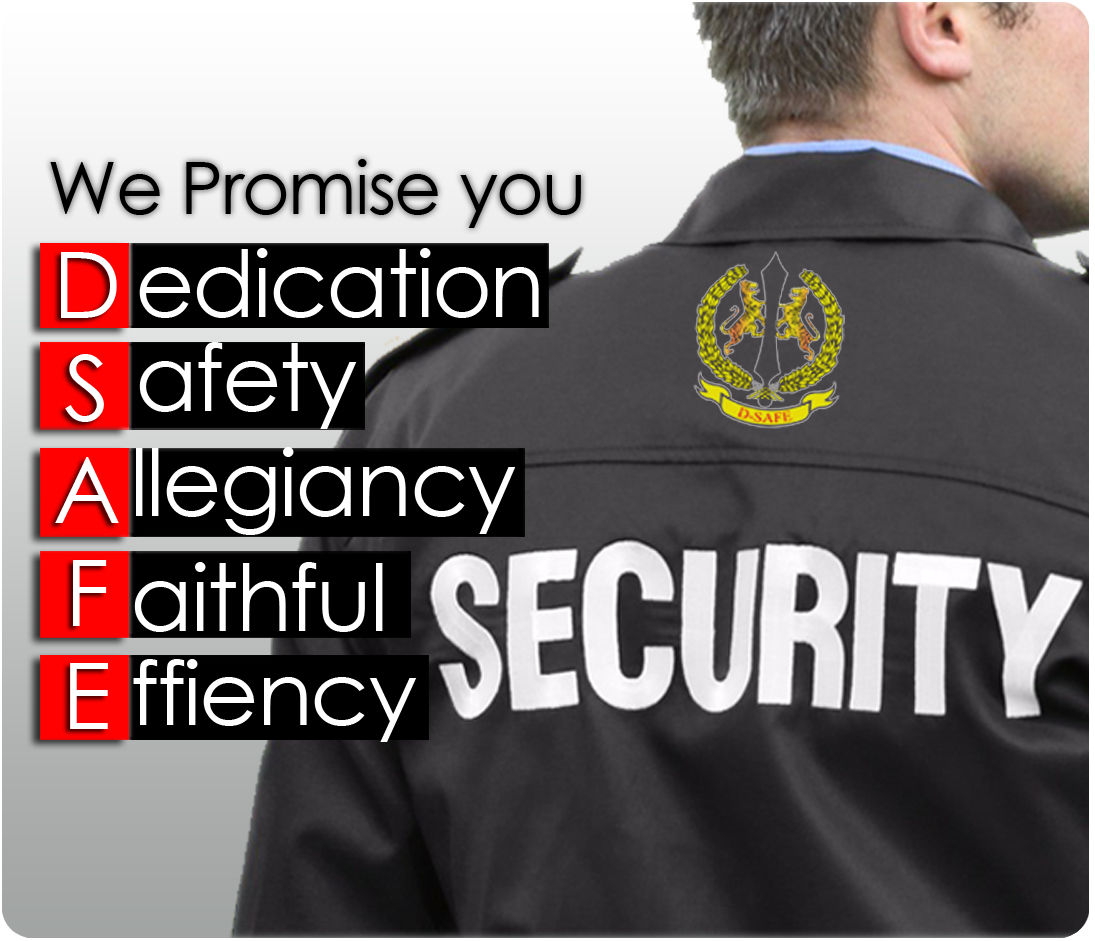 We Promise you
Dedication
Safety
Allegiancy
Faithful
Effiency
D-SAFE
SECURITY